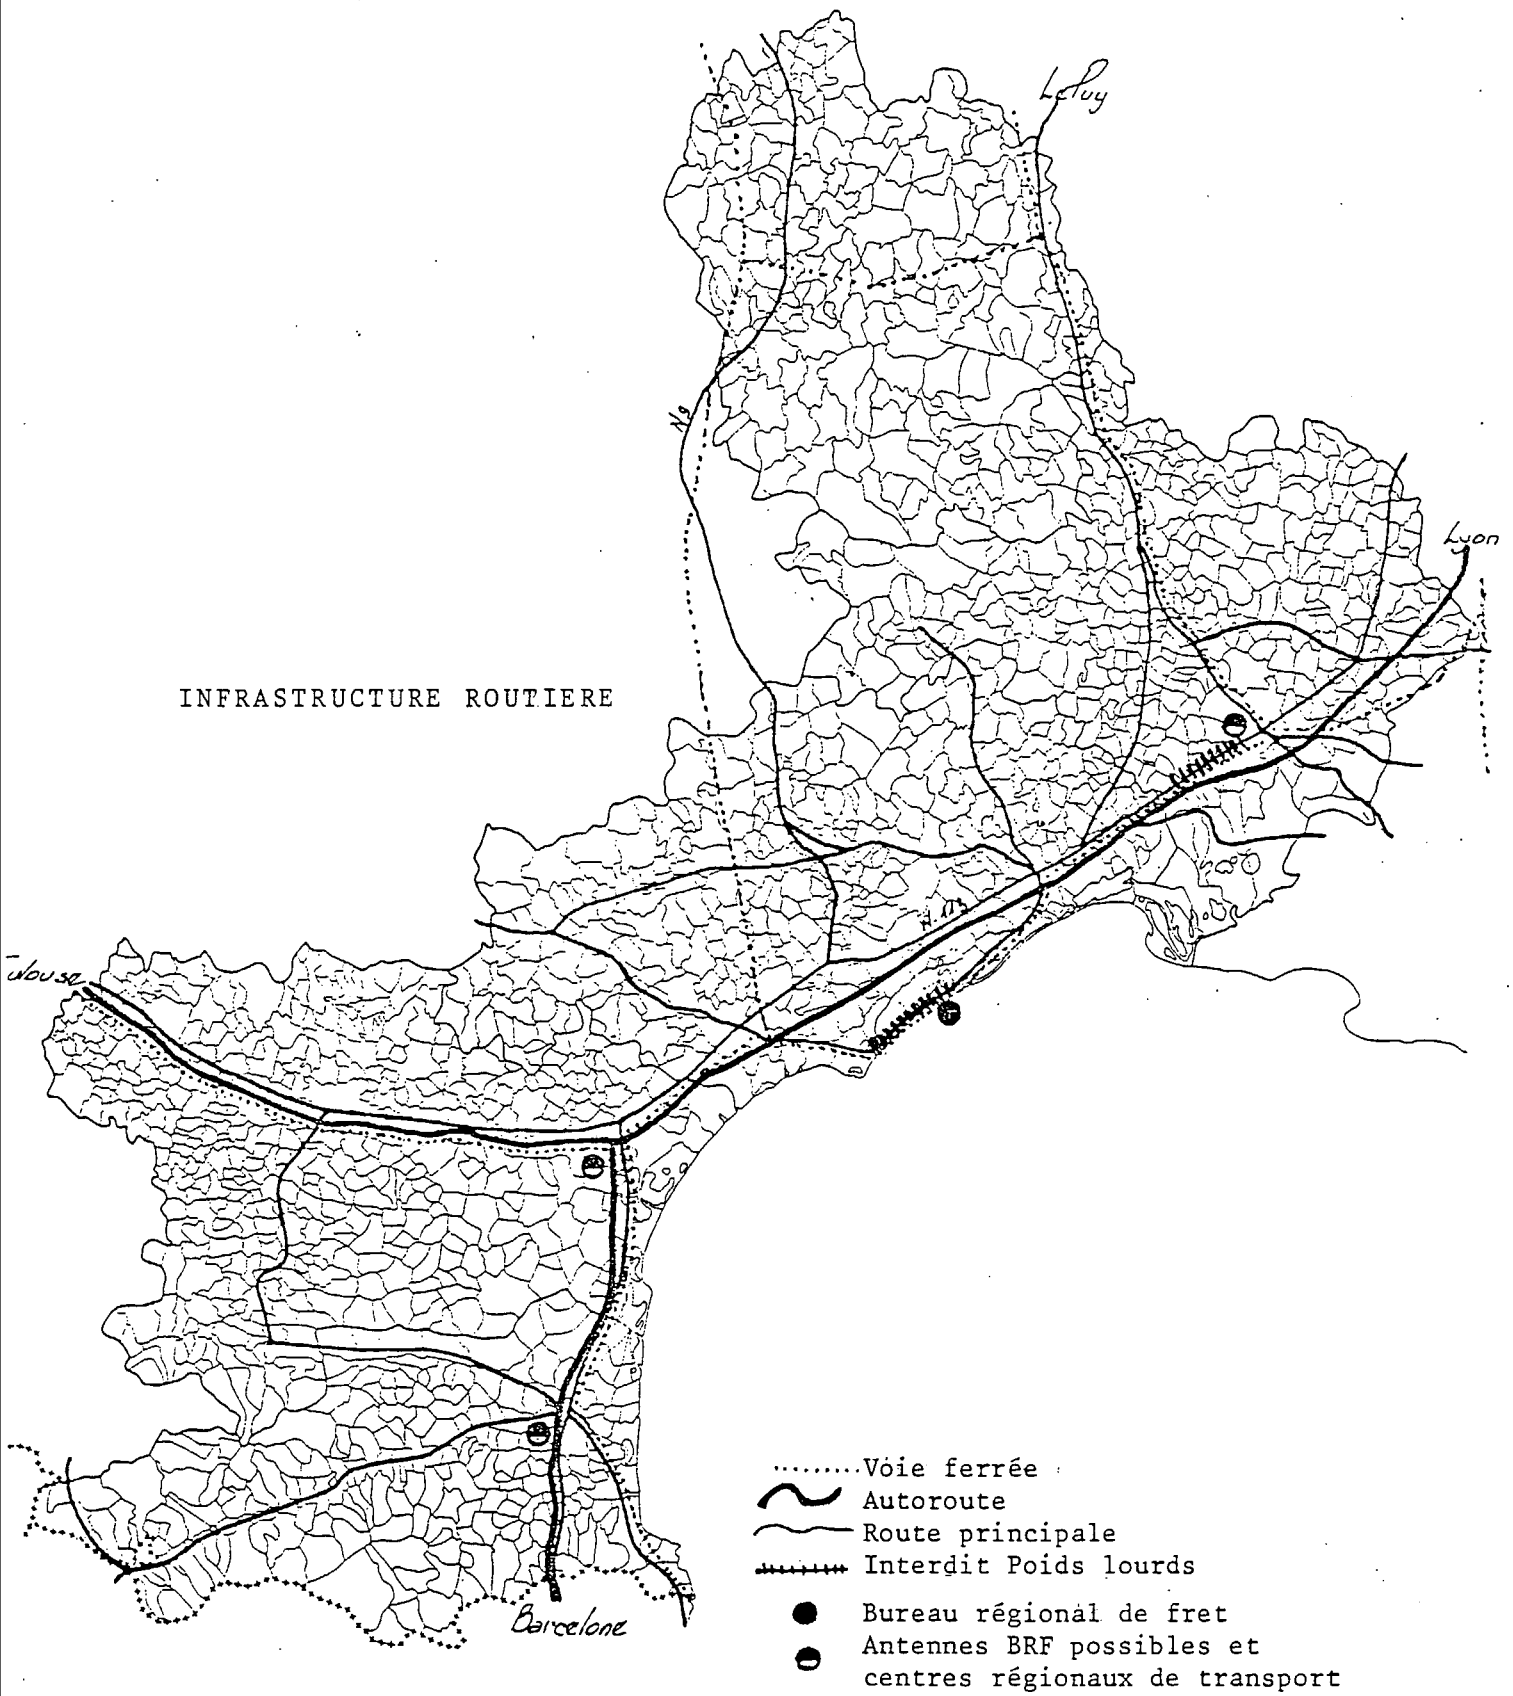 Le Puy
N9
Lyon
INFRASTRUCTURE ROUTIERE
N 113
Toulouse
Barcelone
Voie ferrée
Autoroute
Route principale
Interdit Poids lourds
Bureau régional de fret
Antennes BRF possibles et
centres régionaux de transport